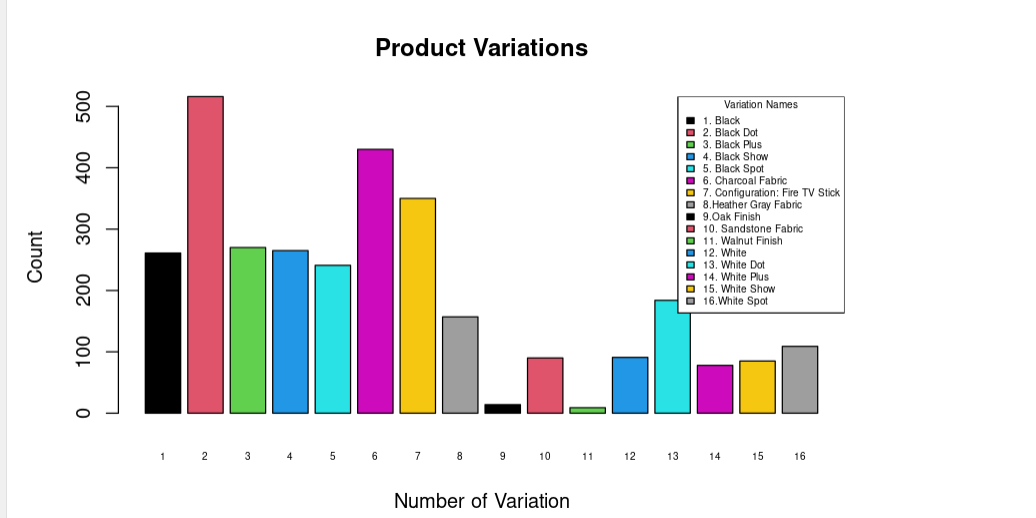 Product Variations
Count
500
400
300
200
100
0
Variation Names
1. Black
2. Black Dot
3. Black Plus
4. Black Show
5. Black Spot
6. Charcoal Fabric
7. Configuration: Fire TV Stick
8.Heather Gray Fabric
9.Oak Finish
10. Sandstone Fabric
11. Walnut Finish
12. White
13. White Dot
14. White Plus
15. White Show
16.White Spot
1 2 3 4 5 6 7 8 9 10 11 12 13 14 15 16
Number of Variation